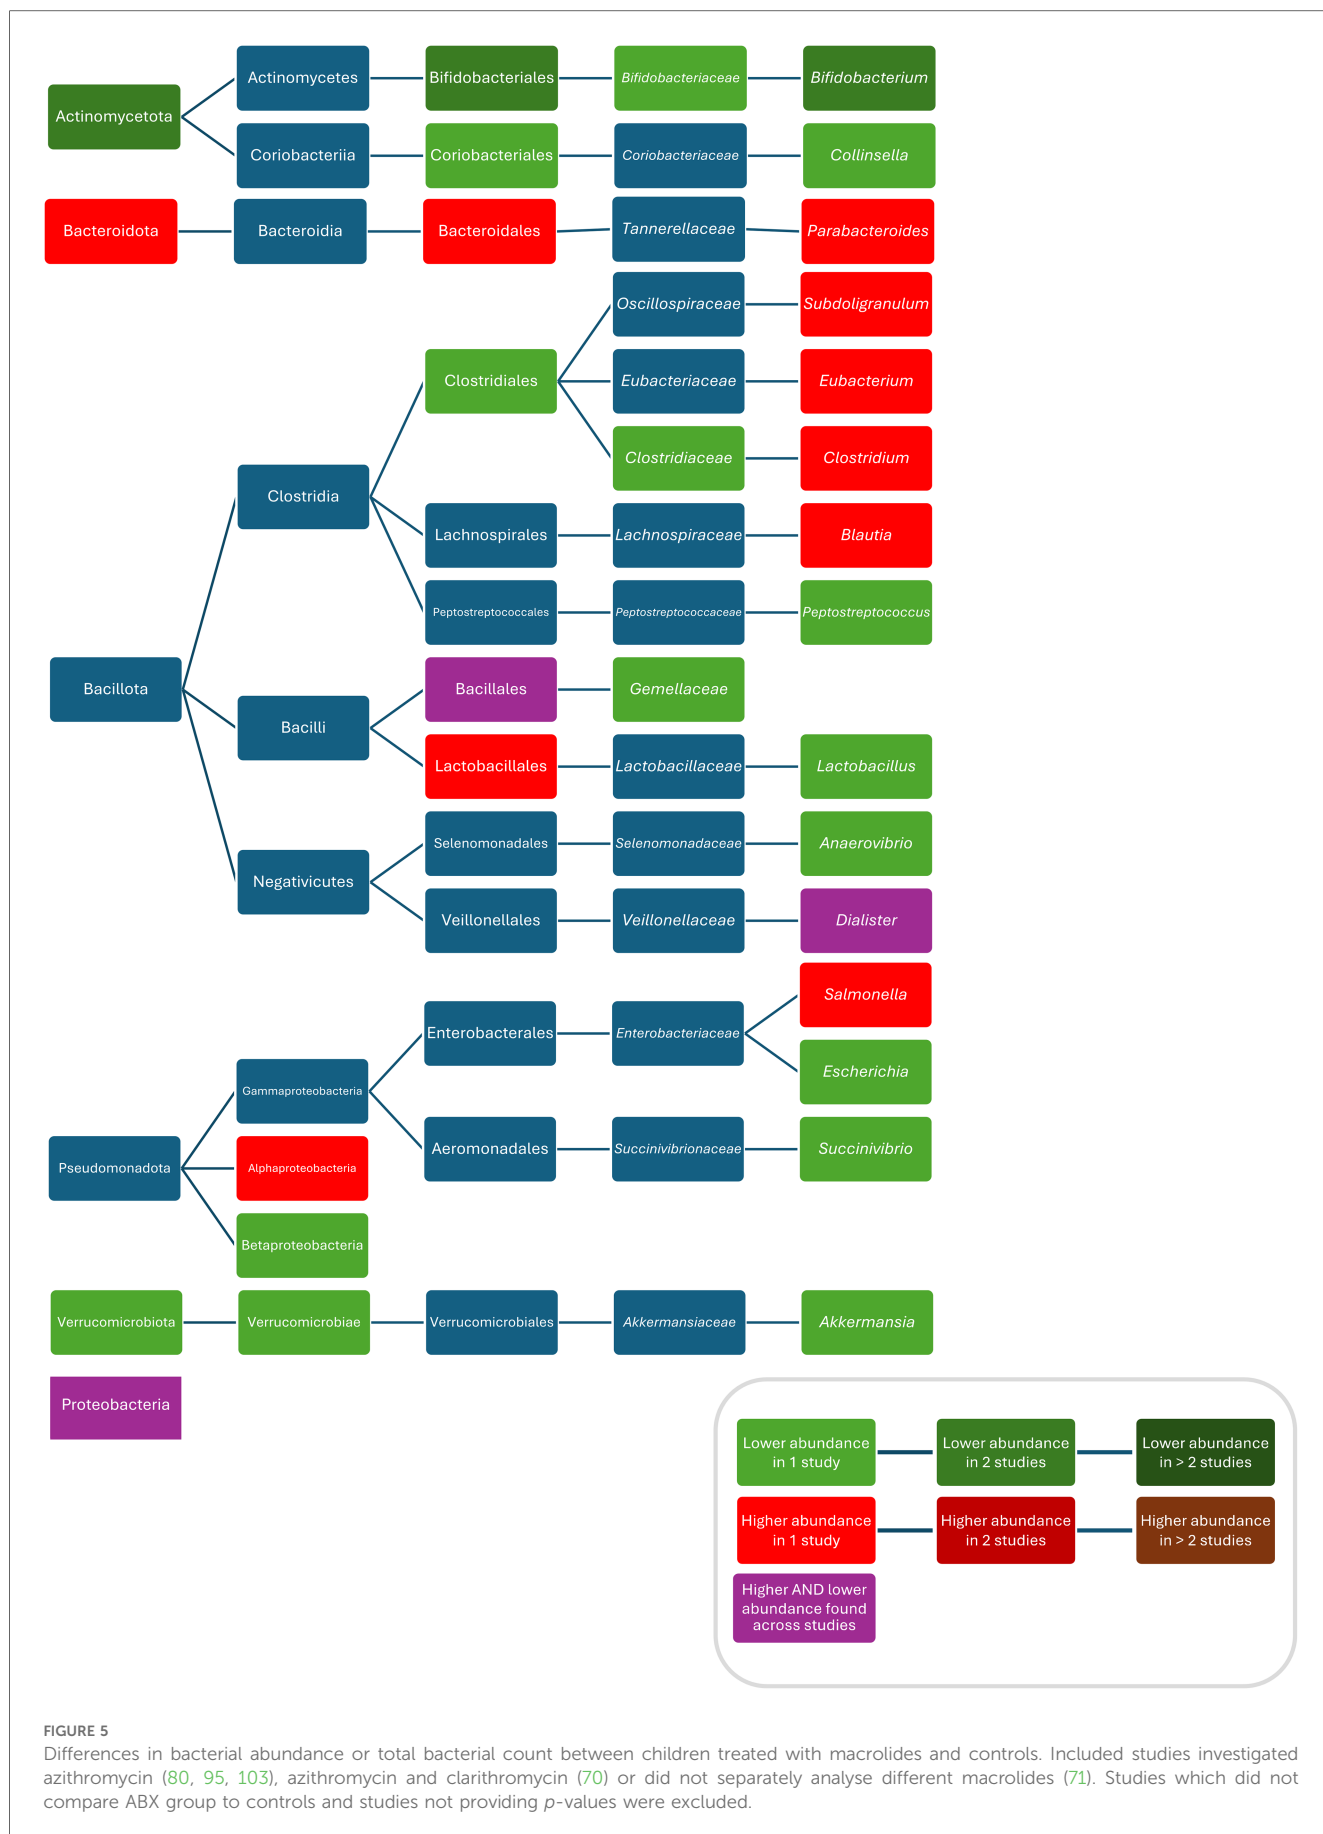 Actinomycetota
Actinomycetes
Bifidobacteriales
Bifidobacteriaceae
Bifidobacterium
Coriobacteriia
Coriobacteriales
Coriobacteriaceae
Collinsella
Bacteroidota
Bacteroidia
Bacteroidales
Tannerellaceae
Parabacteroides
Bacillota
Clostridia
Clostridiales
Oscillospiraceae
Subdoligranulum
Eubacteriaceae
Eubacterium
Clostridiaceae
Clostridium
Lachnospirales
Lachnospiraceae
Blautia
Peptostreptococcales
Peptostreptococcaceae
Peptostreptococcus
Bacilli
Bacillales
Gemellaceae
Lactobacillales
Lactobacillaceae
Lactobacillus
Negativicutes
Selenomonadales
Selenomonadaceae
Anaerovibrio
Veillonellales
Veillonellaceae
Dialister
Pseudomonadota
Gammaproteobacteria
Enterobacterales
Enterobacteriaceae
Salmonella
Escherichia
Aeromonadales
Succinivibrionaceae
Succinivibrio
Alphaproteobacteria
Betaproteobacteria
Verrucomicrobiota
Verrucomicrobiae
Verrucomicrobiales
Akkermansiaceae
Akkermansia
Proteobacteria
Lower abundance
in 1 study
Lower abundance
in 2 studies
Lower abundance
in > 2 studies
Higher abundance
in 1 study
Higher abundance
in 2 studies
Higher abundance
in > 2 studies
Higher AND lower
abundance found
across studies
FIGURE 5
Differences in bacterial abundance or total bacterial count between children treated with macrolides and controls. Included studies investigated
azithromycin (80, 95, 103), azithromycin and clarithromycin (70) or did not separately analyse different macrolides (71). Studies which did not
compare ABX group to controls and studies not providing p-values were excluded.